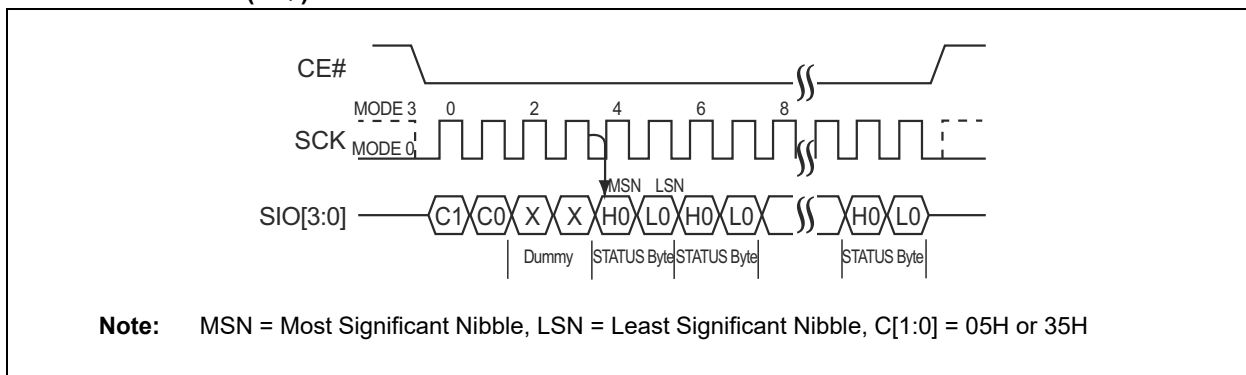 CE#
MODE 3 0 2 4 6 8
SCK
MODE 0
MSN LSN
SIO[3:0] C1 C0 X X H0 L0 H0 L0 H0 L0
Dummy STATUS Byte STATUS Byte STATUS Byte
Note: MSN = Most Significant Nibble, LSN = Least Significant Nibble, C[1:0] = 05H or 35H